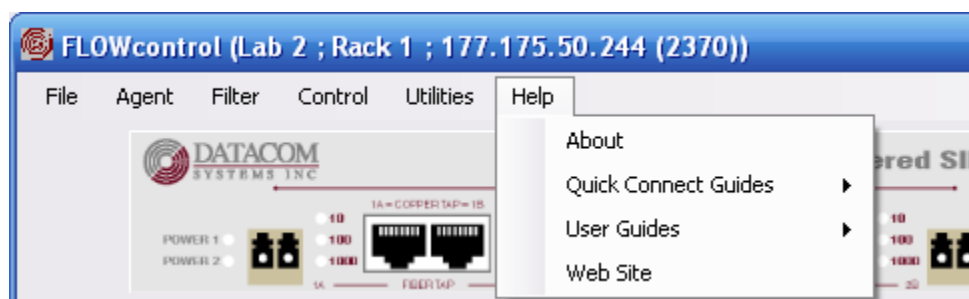 FLOWcontrol (Lab 2 ; Rack 1 ; 177.175.50.244 (2370))
File Agent Filter Control Utilities Help
About
Quick Connect Guides
User Guides
Web Site
DATACOM
SYSTEMS INC
ered Sl
1A=COPPER TAP=1B
POWER 1
POWER 2
10
100
1000
1A
FIBER TAP
10
100
1000
2B